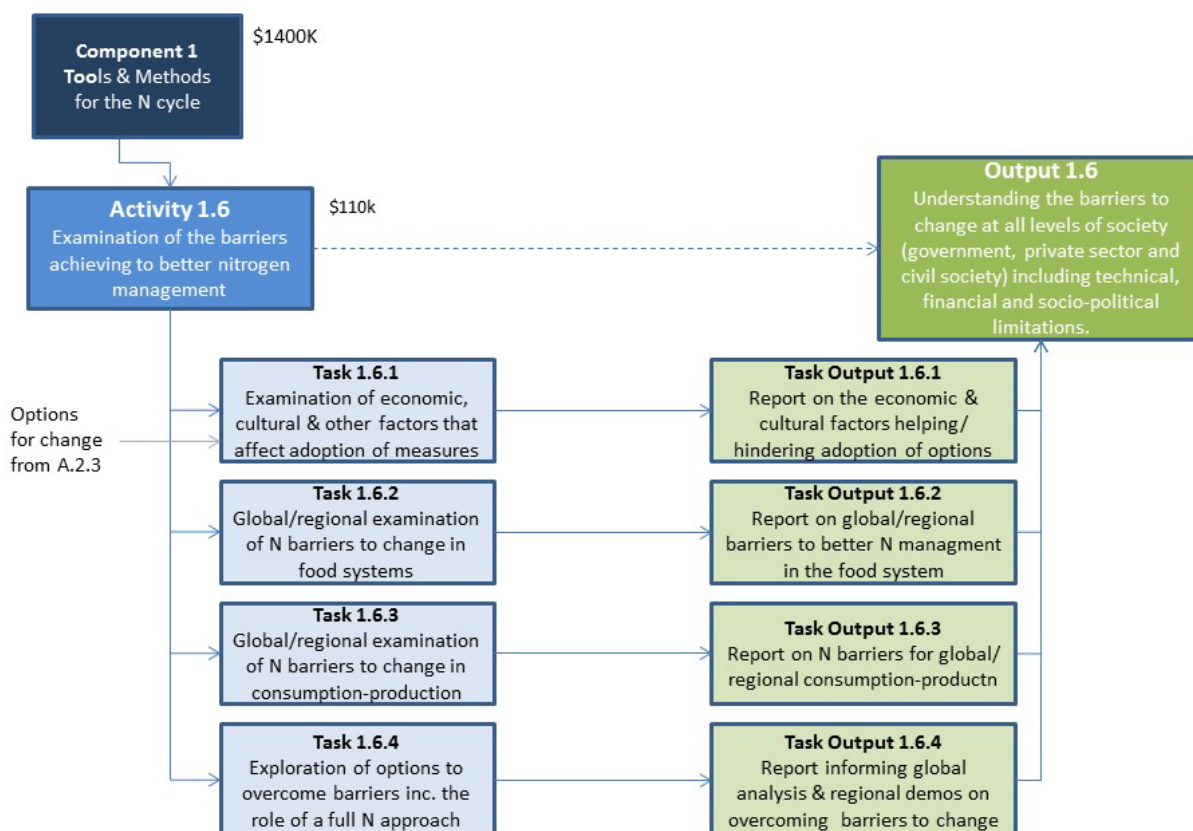 Component 1
Tools & Methods
for the N cycle
$1400K
Activity 1.6
Examination of the barriers
achieving to better nitrogen
management
$110k
Output 1.6
Understanding the barriers to
change at all levels of society
(government, private sector and
civil society) including technical,
financial and socio-political
limitations.
Options
for change
from A.2.3
Task 1.6.1
Examination of economic,
cultural & other factors that
affect adoption of measures
Task Output 1.6.1
Report on the economic &
cultural factors helping/
hindering adoption of options
Task 1.6.2
Global/regional examination
of N barriers to change in
food systems
Task Output 1.6.2
Report on global/regional
barriers to better N managment
in the food system
Task 1.6.3
Global/regional examination
of N barriers to change in
consumption-production
Task Output 1.6.3
Report on N barriers for global/
regional consumption-productn
Task 1.6.4
Exploration of options to
overcome barriers inc. the
role of a full N approach
Task Output 1.6.4
Report informing global
analysis & regional demos on
overcoming barriers to change